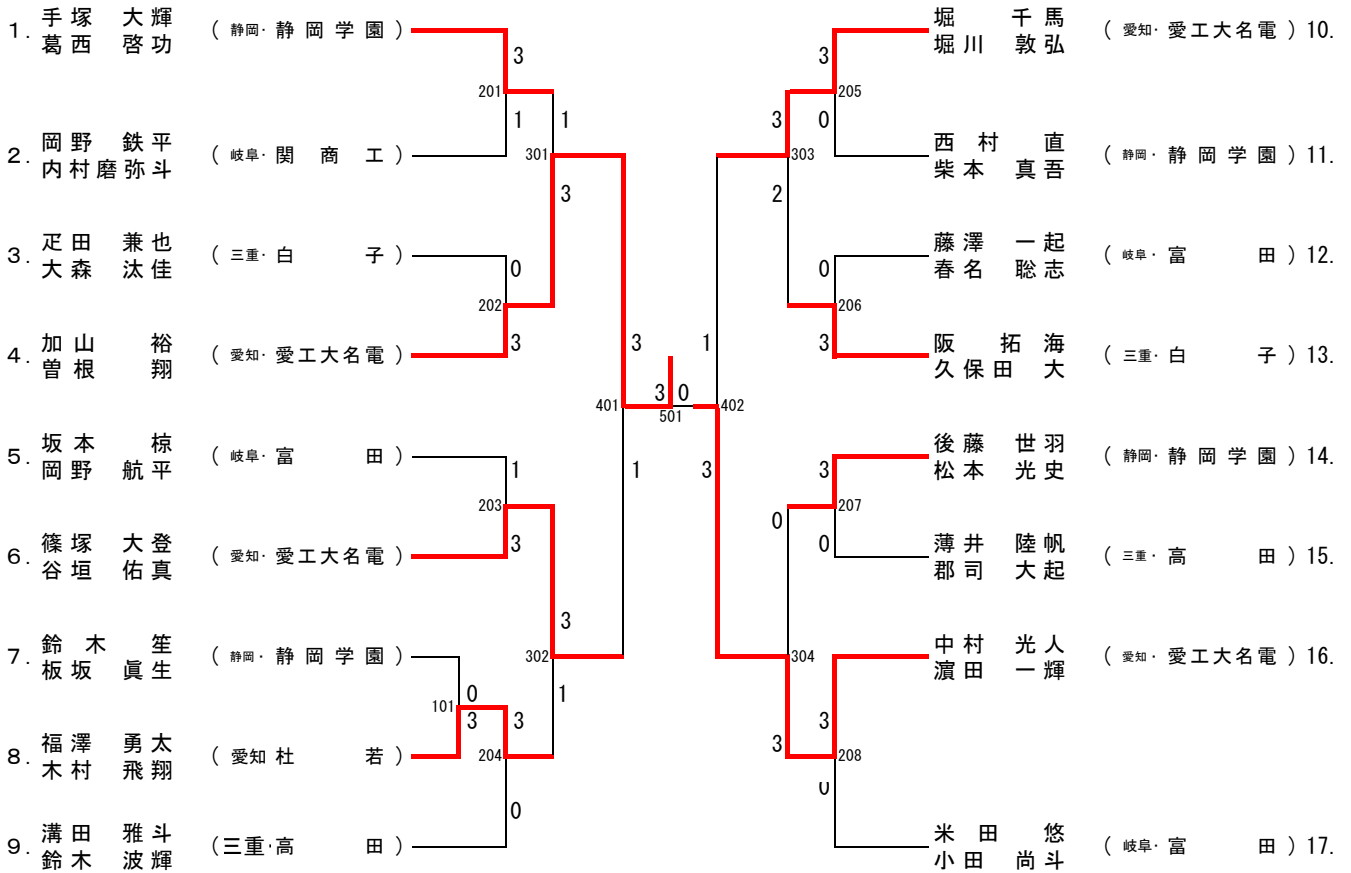 1. 手塚 大輝
葛西 啓功
( 静岡・静岡学園 )
2. 岡野 鉄平
内村磨弥斗
( 岐阜・関商工 )
3. 疋田 兼也
大森 汰佳
( 三重・白子 )
4. 加山 裕
曽根 翔
( 愛知・愛工大名電 )
5. 坂本 椋
岡野 航平
( 岐阜・富田 )
6. 篠塚 大登
谷垣 佑真
( 愛知・愛工大名電 )
7. 鈴木 笙
板坂 眞生
( 静岡・静岡学園 )
8. 福澤 勇太
木村 飛翔
( 愛知 杜若 )
9. 溝田 雅斗
鈴木 波輝
(三重・高田 )
3
201
1
1
301
3
0
202
3
3
401
1
1
203
3
3
302
1
0
101
3
3
204
0
3 0
501
3
205
0
3
303
2
0
206
3
1
402
3
3
207
0
0
304
3
3
208
0
堀 千馬
堀川 敦弘
( 愛知・愛工大名電 ) 10.
西村 直
柴本 真吾
( 静岡・静岡学園 ) 11.
藤澤 一起
春名 聡志
( 岐阜・富田 ) 12.
阪 拓海
久保田 大
( 三重・白子 ) 13.
後藤 世羽
松本 光史
( 静岡・静岡学園 ) 14.
薄井 陸帆
郡司 大起
( 三重・高田 ) 15.
中村 光人
濵田 一輝
( 愛知・愛工大名電 ) 16.
米田 悠
小田 尚斗
( 岐阜・富田 ) 17.